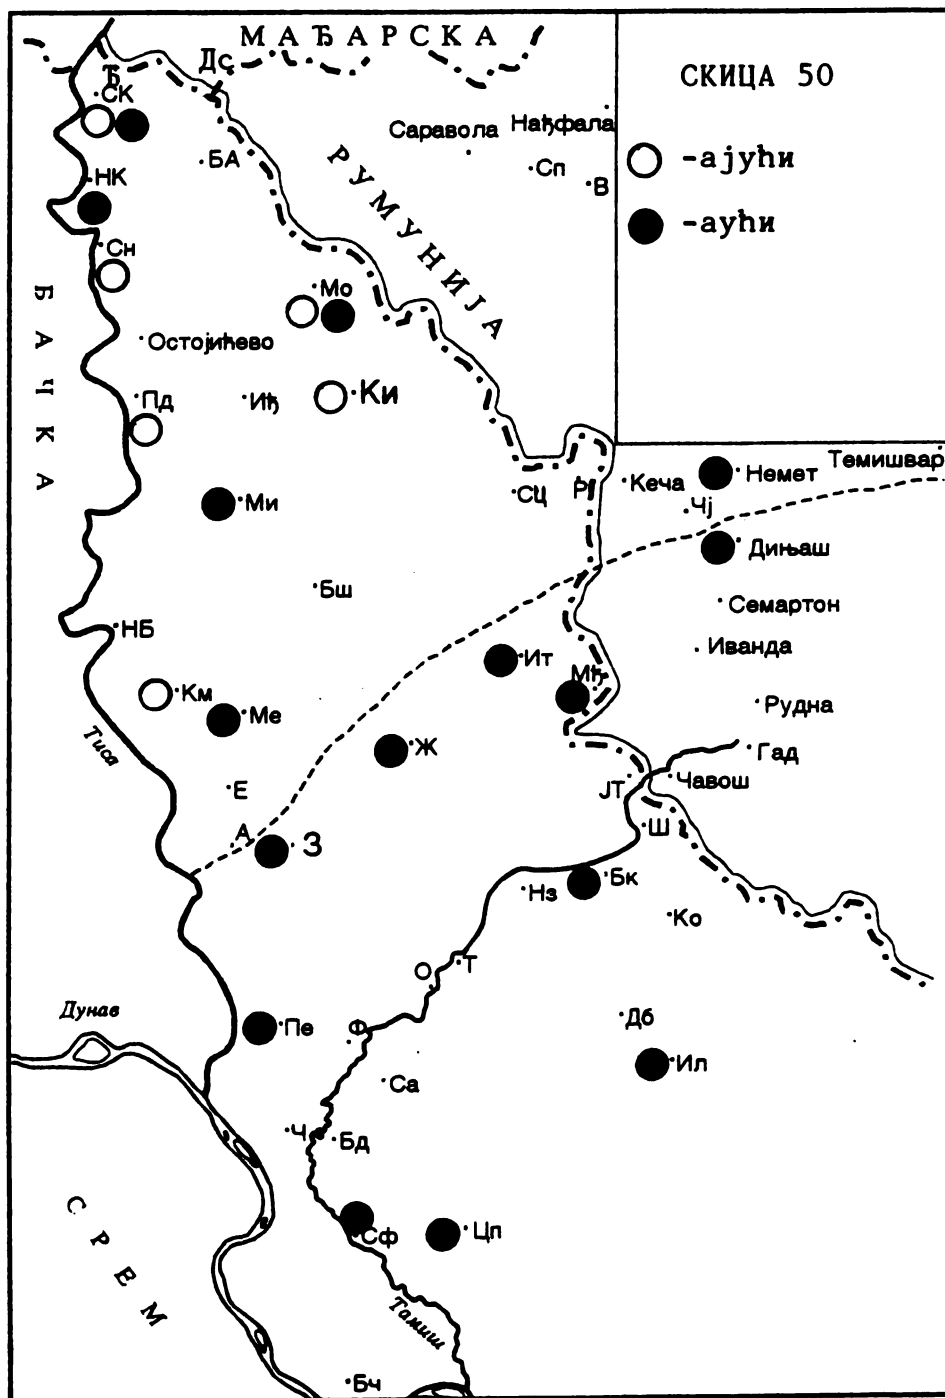 МАЂАРСКА
СКИЦА 50
-ајући
-аући
Ђ
Дс
СК
Саравола
Нађфала
Сп
В
БА
НК
РУМУНИЈА
Сн
БАЧКА
Мо
Остојићево
Пд
Иђ
Ки
Ми
СЦ
РГ
Кеча
Немет
Темишвар
Чј
Дињаш
Бш
Семартон
НБ
Иванда
Ит
Мђ
Км
Ме
Рудна
Тиса
Ж
Гад
Е
ЈТ
Чавош
А
З
Ш
Нз
Бк
Ко
Т
О
Дунав
Пе
Ф
Дб
Ил
Са
Ч
Бд
СРЕМ
Сф
Цп
Тамиш
Бч